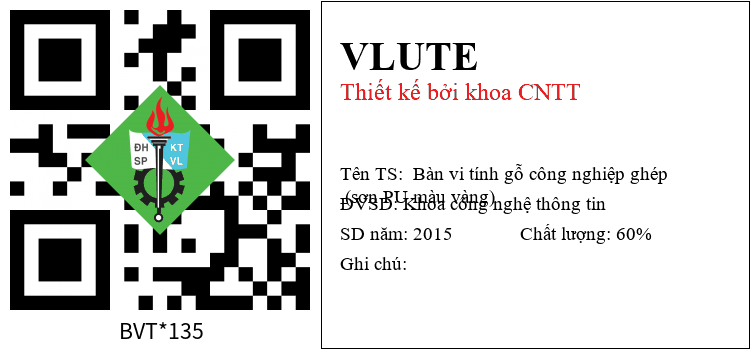 ĐH
KT
SP
VL
BVT*135
VLUTE
Thiết kế bởi khoa CNTT
Tên TS: Bàn vi tính gỗ công nghiệp ghép
(sơn PU màu vàng)
ĐVSD: Khoa công nghệ thông tin
SD năm: 2015 Chất lượng: 60%
Ghi chú: